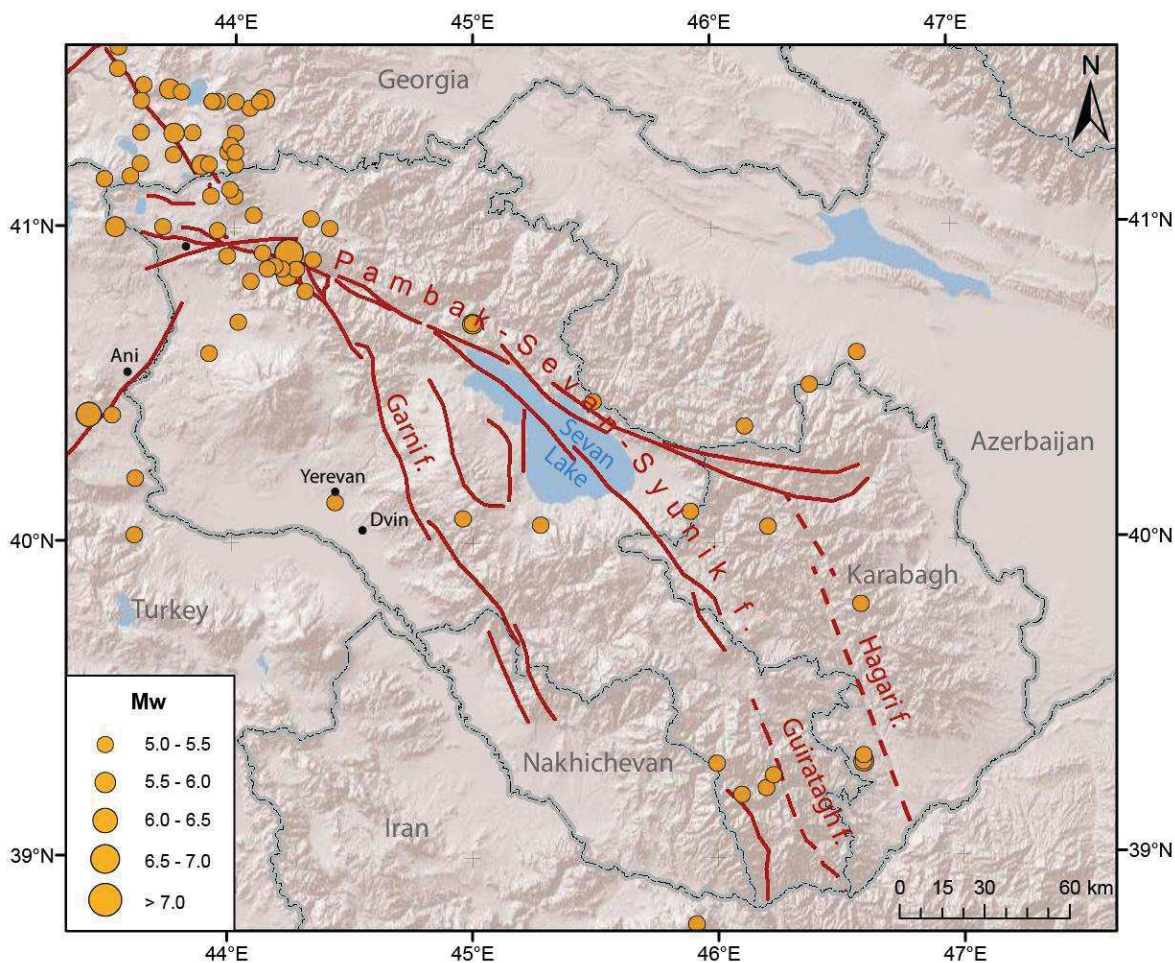 44°E 45°E 46°E 47°E
N
Georgia
41°N 41°N
Pambak-Sevan-Syunik f.
Ani
Garni f.
Sevan
Lake
Azerbaijan
Yerevan
Dvin
40°N 40°N
Karabagh
Turkey
Hagari f.
Mw
5.0 - 5.5
5.5 - 6.0
6.0 - 6.5
6.5 - 7.0
> 7.0
Nakhichevan
Guiratagh f.
Iran
39°N 39°N
0 15 30 60 km
44°E 45°E 46°E 47°E